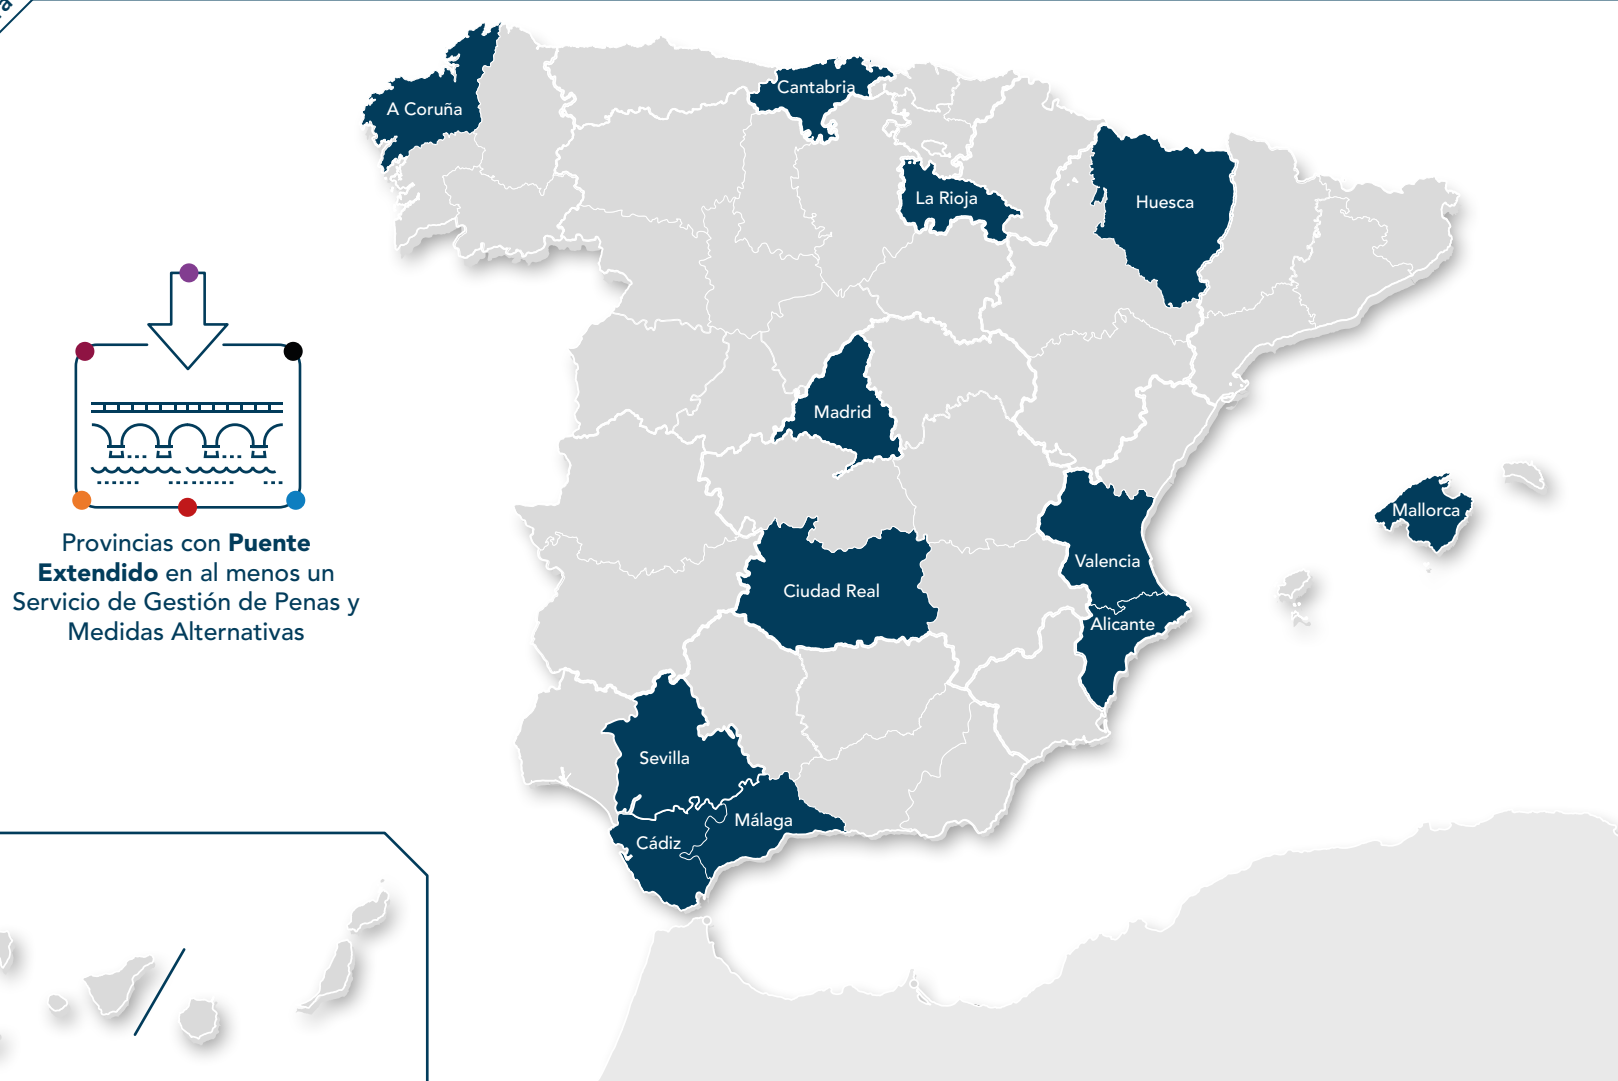 A Coruña
Cantabria
La Rioja
Huesca
Madrid
Mallorca
Valencia
Ciudad Real
Alicante
Sevilla
Málaga
Cádiz
Provincias con Puente
Extendido en al menos un
Servicio de Gestión de Penas y
Medidas Alternativas